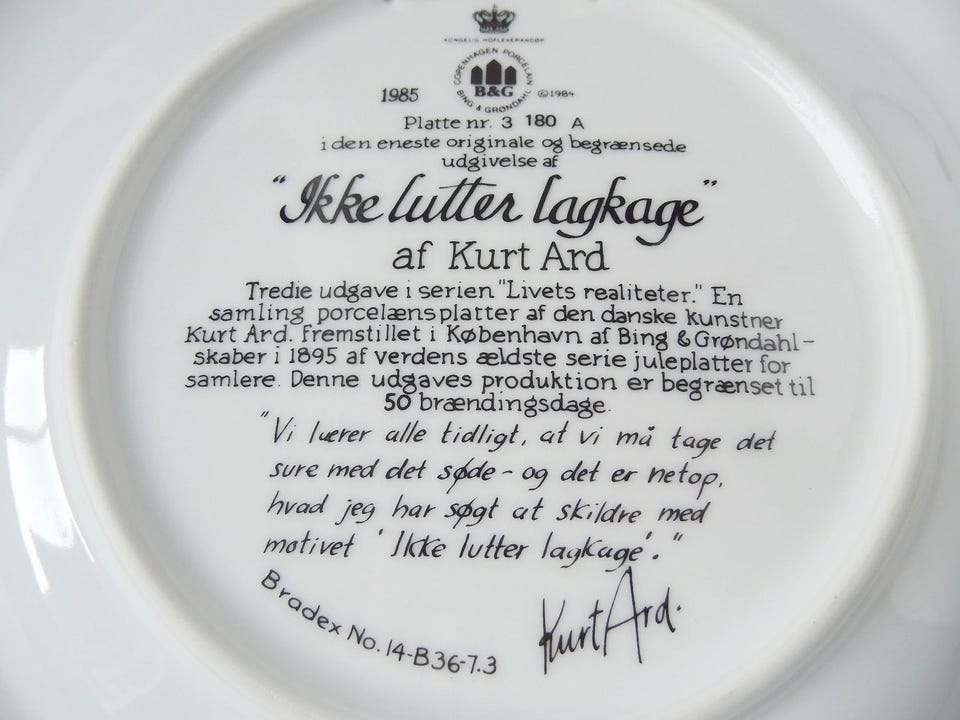 KONGELIG HOFLEVERANDØR
COPENHAGEN PORCELAIN
B&G
BING & GRØNDAHL
1985
©1984
Platte nr. 3 180 A
i den eneste originale og begrænsede
udgivelse af
"Ikke lutter lagkage"
af Kurt Ard
Tredie udgave i serien "Livets realiteter." En
samling porcelænsplatter af den danske kunstner
Kurt Ard. Fremstillet i København af Bing & Grøndahl-
skaber i 1895 af verdens ældste serie juleplatter for
samlere. Denne udgaves produktion er begrænset til
50 brændingsdage.
"Vi lærer alle tidligt, at vi må tage det
sure med det søde - og det er netop,
hvad jeg har søgt at skildre med
motivet 'Ikke lutter lagkage'."
Kurt Ard.
Bradex No. 14-B36-7.3